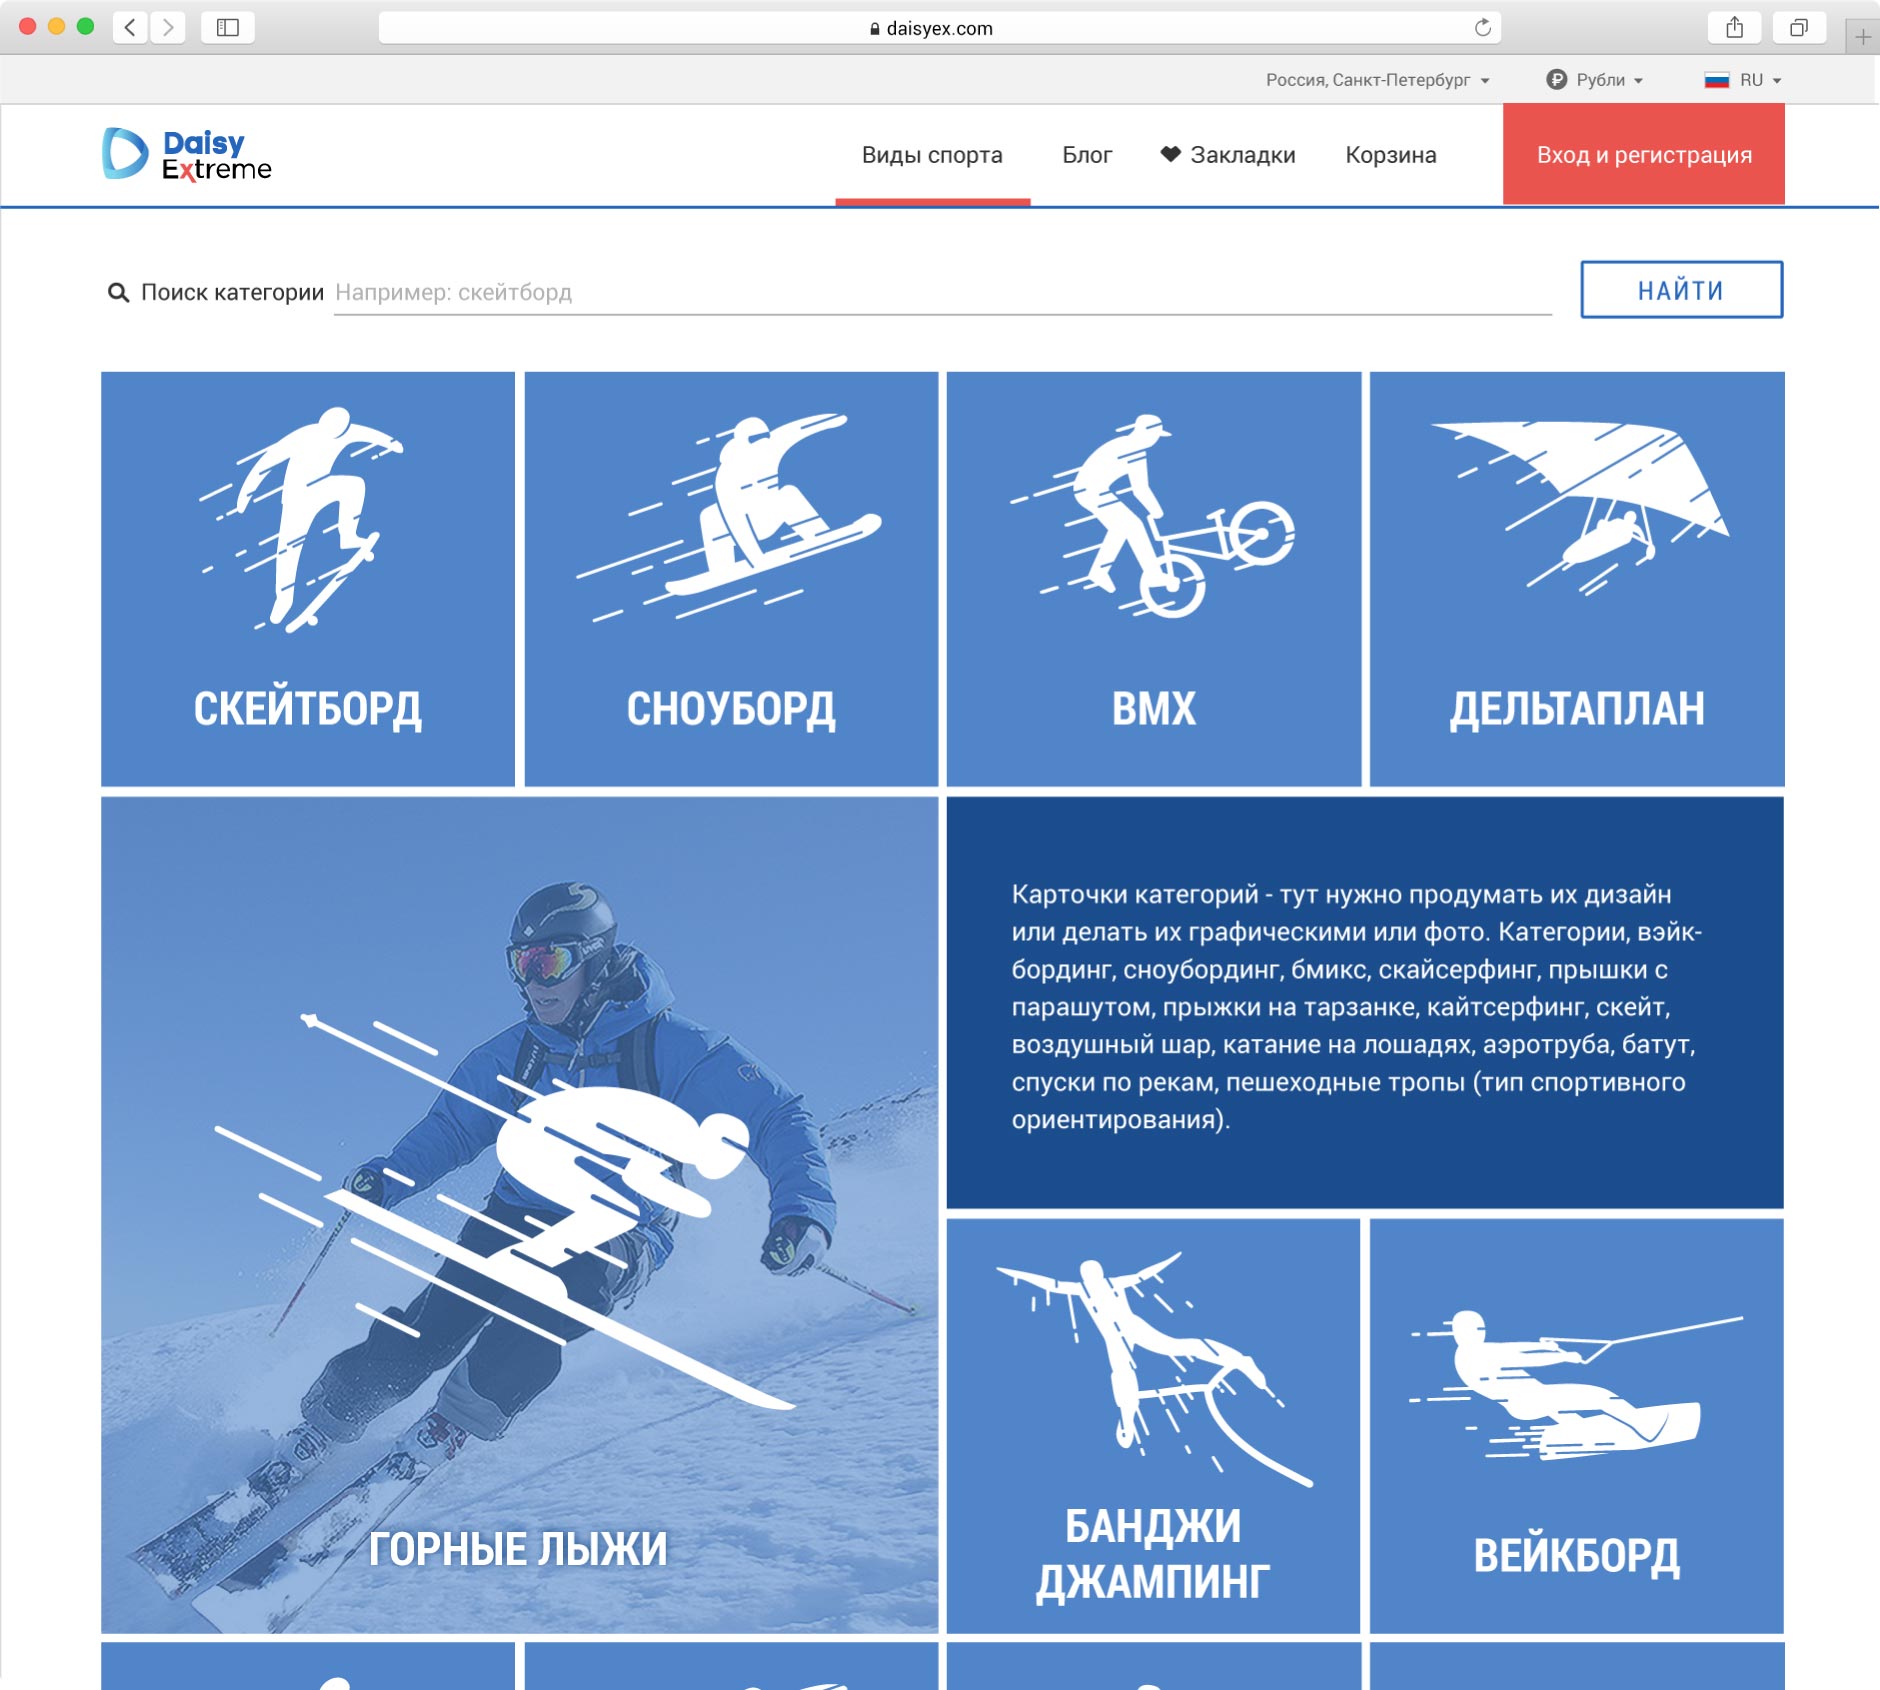 daisyex.com
Россия, Санкт-Петербург
Рубли
RU
Daisy
Extreme
Виды спорта
Блог
Закладки
Корзина
Вход и регистрация
Поиск категории
Например: скейтборд
НАЙТИ
СКЕЙТБОРД
СНОУБОРД
BMX
ДЕЛЬТАПЛАН
Карточки категорий - тут нужно продумать их дизайн
или делать их графическими или фото. Категории, вэйк-
бординг, сноубординг, бмикс, скайсерфинг, прышки с
парашутом, прыжки на тарзанке, кайтсерфинг, скейт,
воздушный шар, катание на лошадях, аэротруба, батут,
спуски по рекам, пешеходные тропы (тип спортивного
ориентирования).
ГОРНЫЕ ЛЫЖИ
БАНДЖИ
ДЖАМПИНГ
ВЕЙКБОРД